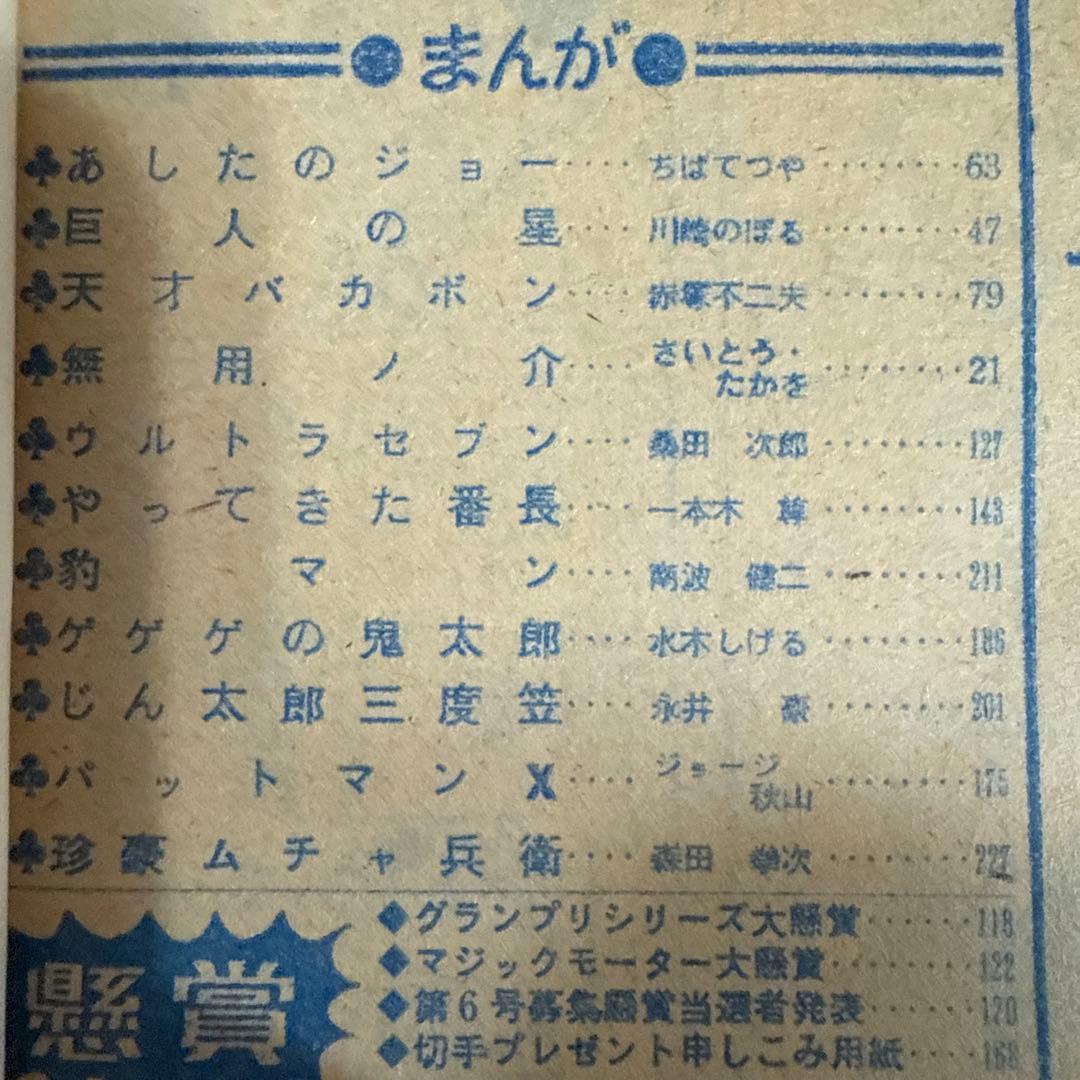 ●まんが●
♣あしたのジョー‥‥ちばてつや‥‥‥‥63
♣巨人の星‥‥川崎のぼる‥‥‥‥47
♣天才バカボン‥‥赤塚不二夫‥‥‥‥79
♣無用ノ介‥‥さいとう・たかを‥‥‥‥21
♣ウルトラセブン‥‥桑田 次郎‥‥‥‥127
♣やってきた番長‥‥一本木 蛮‥‥‥‥143
♣豹マン‥‥南波 健二‥‥‥‥211
♣ゲゲゲの鬼太郎‥‥水木しげる‥‥‥‥186
♣じん太郎三度笠‥‥永井 豪‥‥‥‥201
♣パットマンX‥‥ジョージ秋山‥‥‥‥175
♣珍豪ムチャ兵衛‥‥森田 拳次‥‥‥‥227
懸賞
◆グランプリシリーズ大懸賞‥‥‥118
◆マジックモーター大懸賞‥‥‥‥122
◆第6号募集懸賞当選者発表‥‥‥120
◆切手プレゼント申しこみ用紙‥‥168